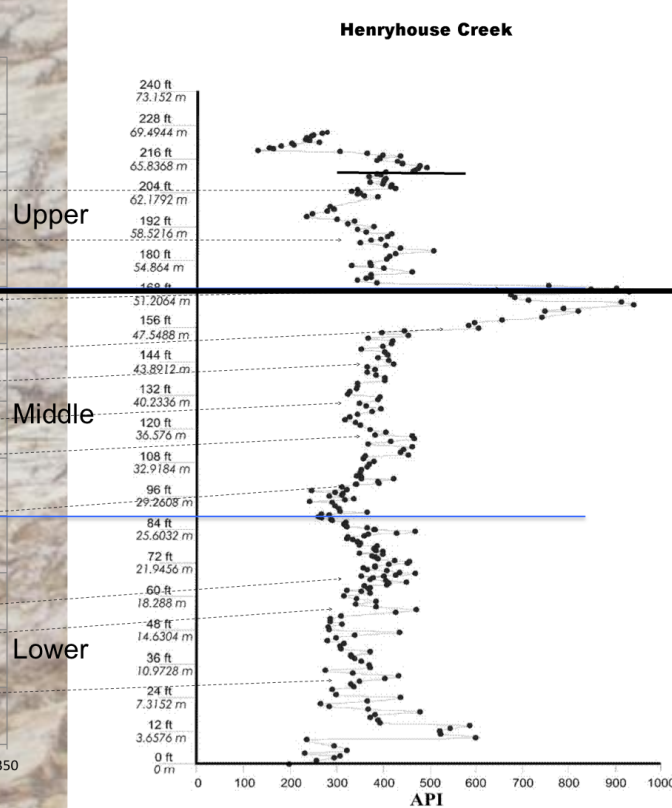 Henryhouse Creek
240 ft
73.152 m
228 ft
69.4944 m
216 ft
65.8368 m
204 ft
62.1792 m
Upper
192 ft
58.5216 m
180 ft
54.864 m
168 ft
51.2064 m
156 ft
47.5488 m
144 ft
43.8912 m
132 ft
40.2336 m
Middle
120 ft
36.576 m
108 ft
32.9184 m
96 ft
29.2608 m
84 ft
25.6032 m
72 ft
21.9456 m
60 ft
18.288 m
48 ft
14.6304 m
Lower
36 ft
10.9728 m
24 ft
7.3152 m
12 ft
3.6576 m
0 ft
0 m
350
0 100 200 300 400 500 600 700 800 900 1000
API